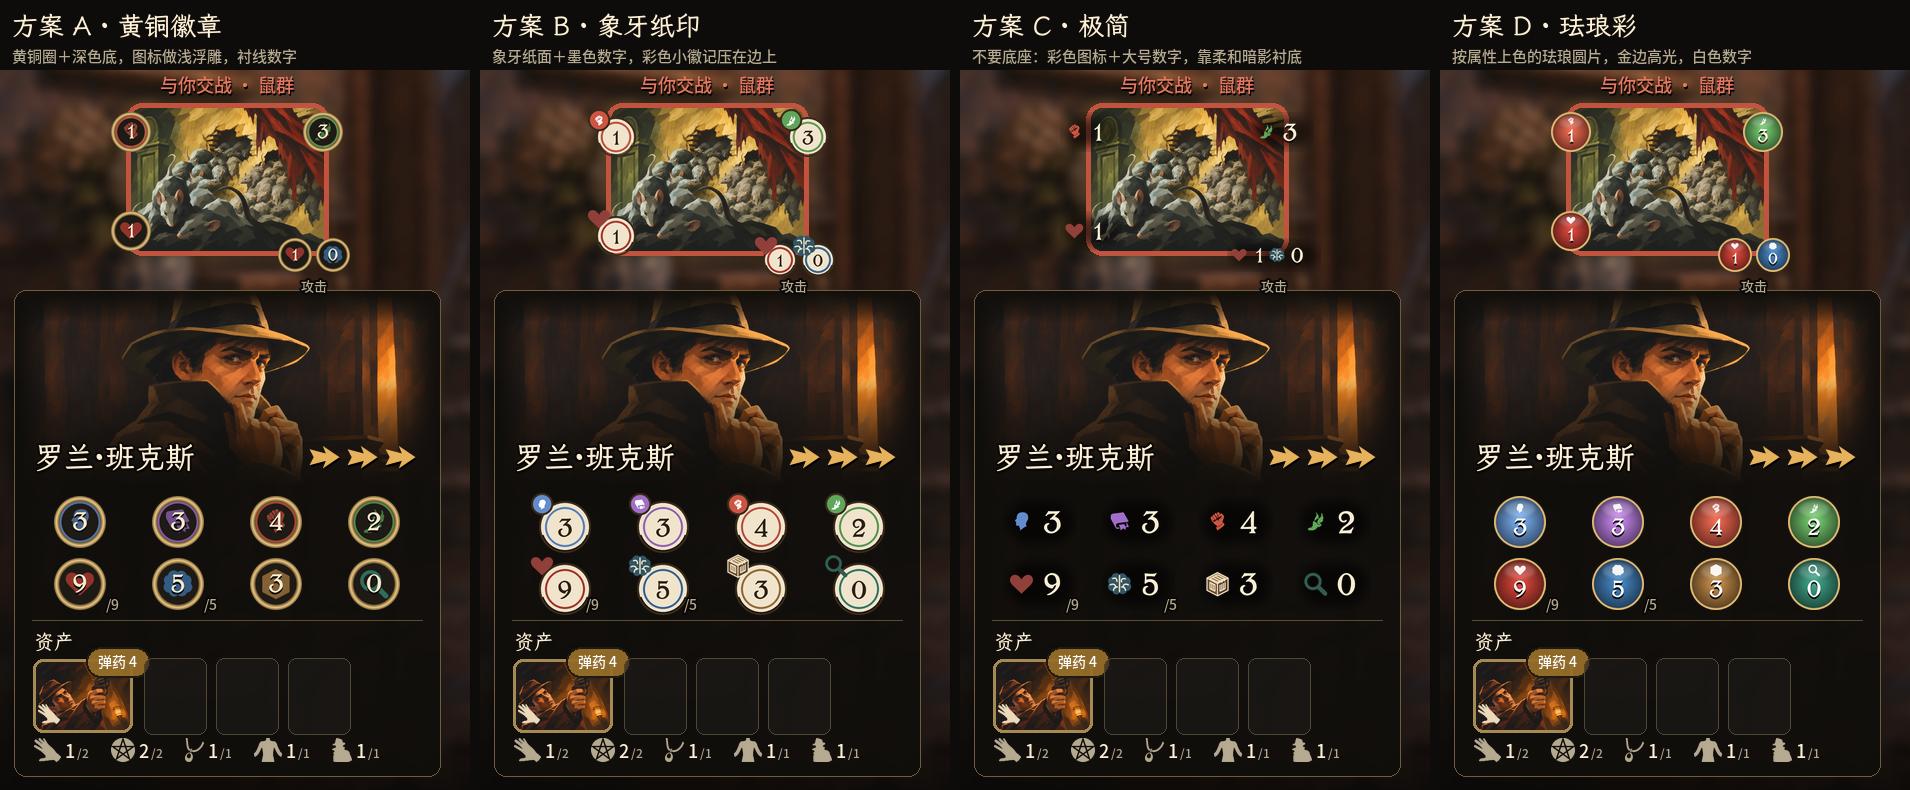 方案 A · 黄铜徽章
黄铜圈＋深色底，图标做浅浮雕，衬线数字
与你交战 · 鼠群
1
3
1
1
0
攻击
罗兰·班克斯
3
3
4
2
9/9
5/5
3
0
资产
弹药 4
1/2
2/2
1/1
1/1
1/1
方案 B · 象牙纸印
象牙纸面＋墨色数字，彩色小徽记压在边上
与你交战 · 鼠群
1
3
1
1
0
攻击
罗兰·班克斯
3
3
4
2
9/9
5/5
3
0
资产
弹药 4
1/2
2/2
1/1
1/1
1/1
方案 C · 极简
不要底座：彩色图标＋大号数字，靠柔和暗影衬底
与你交战 · 鼠群
1
3
1
1
0
攻击
罗兰·班克斯
3
3
4
2
9/9
5/5
3
0
资产
弹药 4
1/2
2/2
1/1
1/1
1/1
方案 D · 珐琅彩
按属性上色的珐琅圆片，金边高光，白色数字
与你交战 · 鼠群
1
3
1
1
0
攻击
罗兰·班克斯
3
3
4
2
9/9
5/5
3
0
资产
弹药 4
1/2
2/2
1/1
1/1
1/1